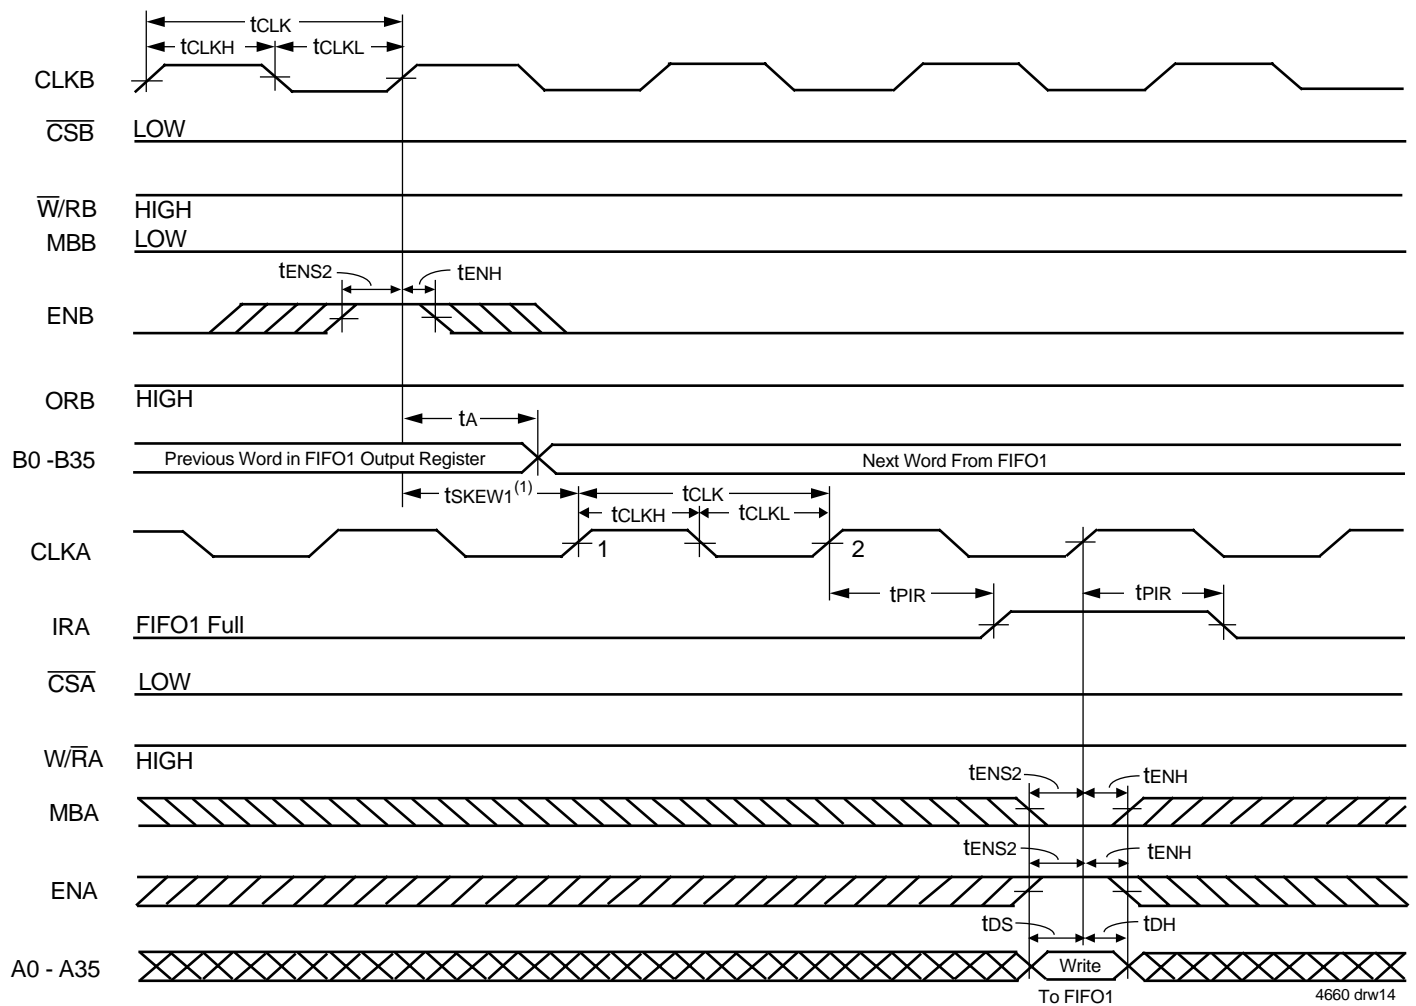 tCLK
tCLKH
tCLKL
CLKB
CSB
LOW
W/RB
HIGH
MBB
LOW
tENS2
tENH
ENB
ORB
HIGH
tA
B0 -B35
Previous Word in FIFO1 Output Register
Next Word From FIFO1
tSKEW1(1)
tCLK
tCLKH
tCLKL
CLKA
1
2
tPIR
tPIR
IRA
FIFO1 Full
CSA
LOW
W/RA
HIGH
tENS2
tENH
MBA
tENS2
tENH
ENA
tDS
tDH
A0 - A35
Write
To FIFO1
4660 drw14